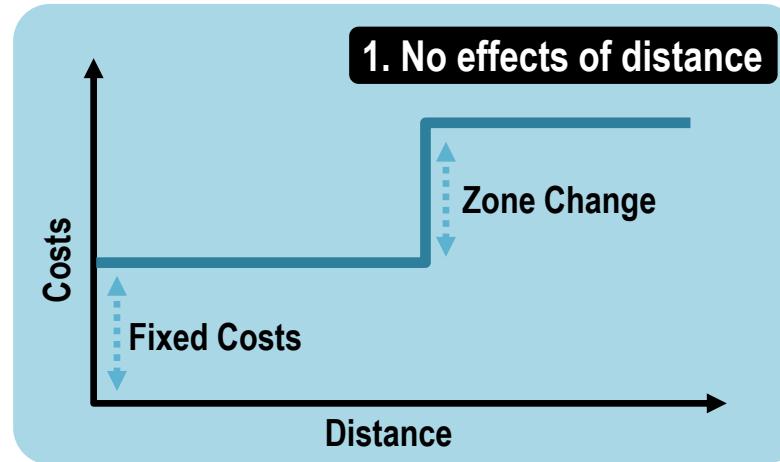 1. No effects of distance
Zone Change
Costs
Fixed Costs
Distance